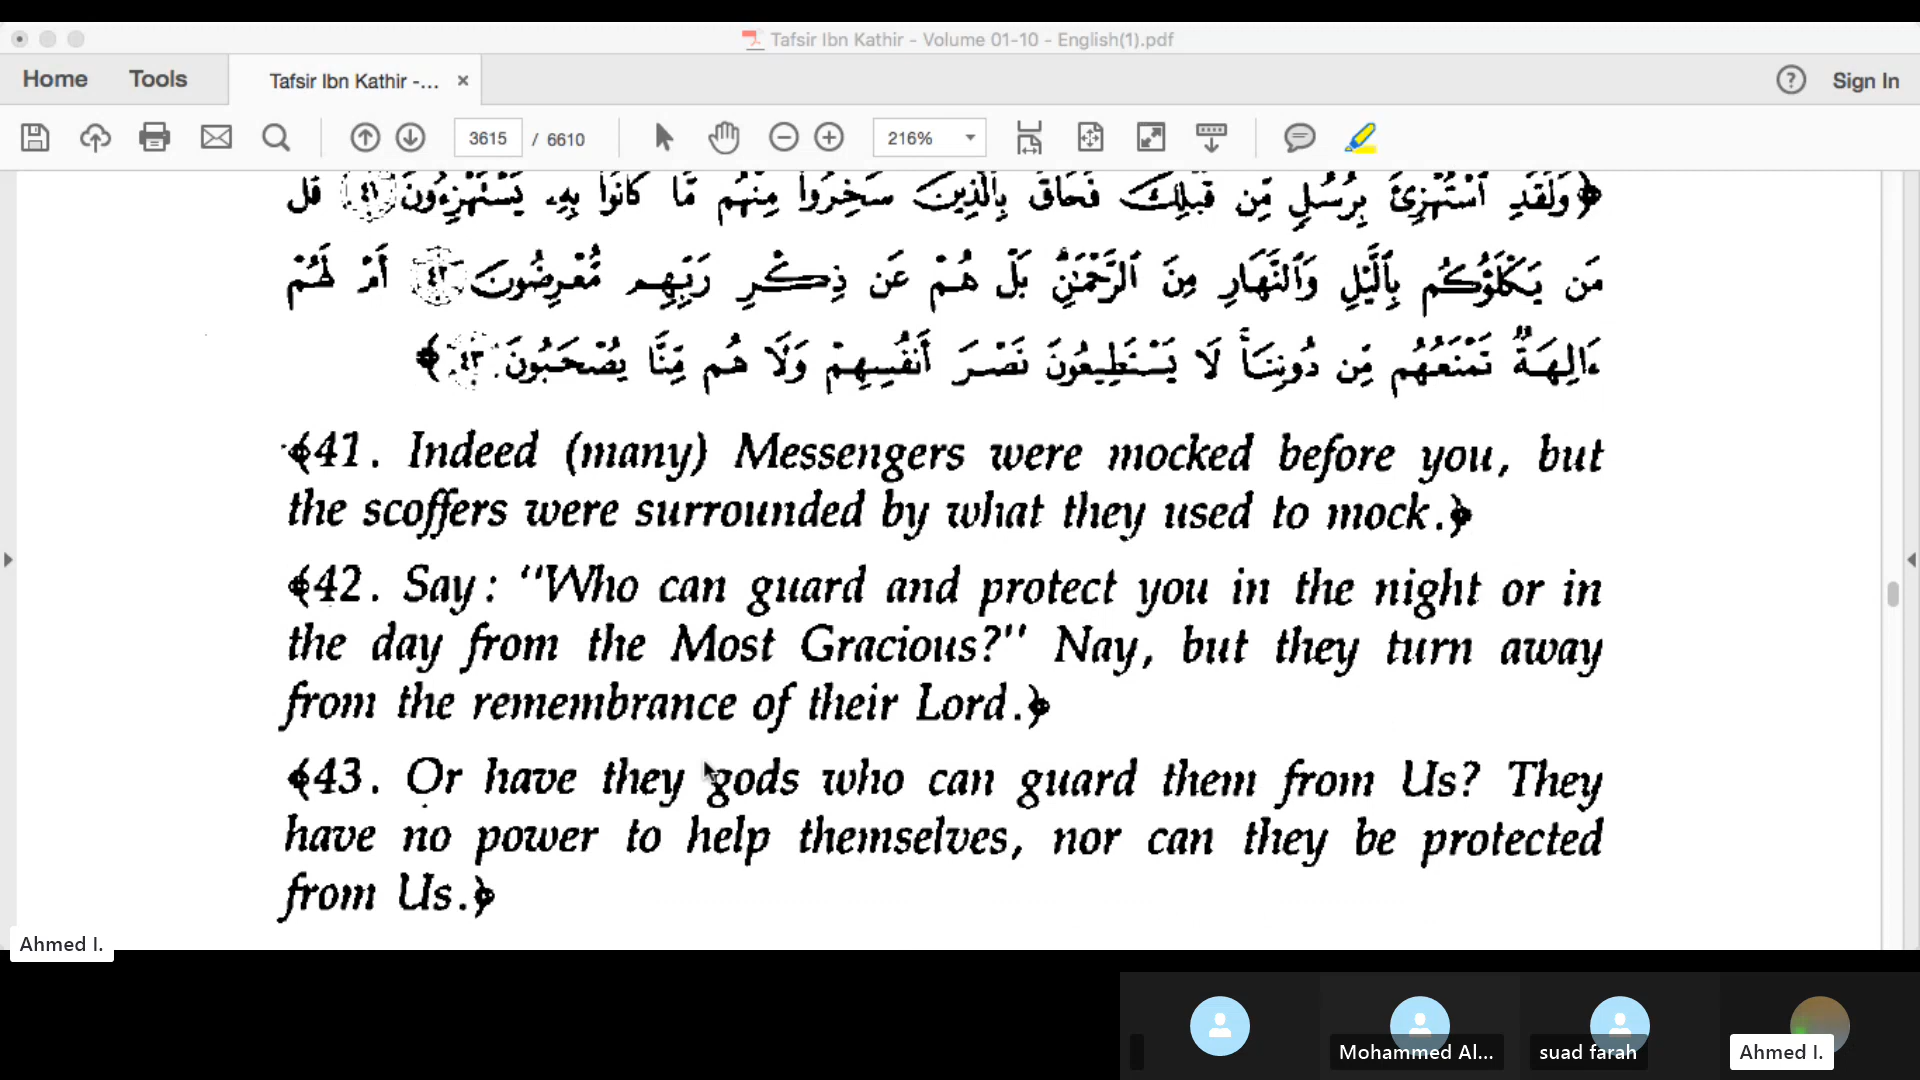 Tafsir Ibn Kathir - Volume 01-10 - English(1).pdf
Home
Tools
Tafsir Ibn Kathir -...
×
?
Sign In
3615
/ 6610
216%
﴿وَلَقَدِ ٱسْتُهْزِئَ بِرُسُلٍ مِّن قَبْلِكَ فَحَاقَ بِٱلَّذِينَ سَخِرُوا۟ مِنْهُم مَّا كَانُوا۟ بِهِۦ يَسْتَهْزِءُونَ ٤١ قُلْ
مَن يَكْلَؤُكُم بِٱلَّيْلِ وَٱلنَّهَارِ مِنَ ٱلرَّحْمَـٰنِ ۗ بَلْ هُمْ عَن ذِكْرِ رَبِّهِم مُّعْرِضُونَ ٤٢ أَمْ لَهُمْ
ءَالِهَةٌ تَمْنَعُهُم مِّن دُونِنَا ۚ لَا يَسْتَطِيعُونَ نَصْرَ أَنفُسِهِمْ وَلَا هُم مِّنَّا يُصْحَبُونَ ٤٣﴾
﴾41. Indeed (many) Messengers were mocked before you, but
the scoffers were surrounded by what they used to mock.﴿
﴾42. Say: "Who can guard and protect you in the night or in
the day from the Most Gracious?" Nay, but they turn away
from the remembrance of their Lord.﴿
﴾43. Or have they gods who can guard them from Us? They
have no power to help themselves, nor can they be protected
from Us.﴿
Ahmed I.
Mohammed Al...
suad farah
Ahmed I.